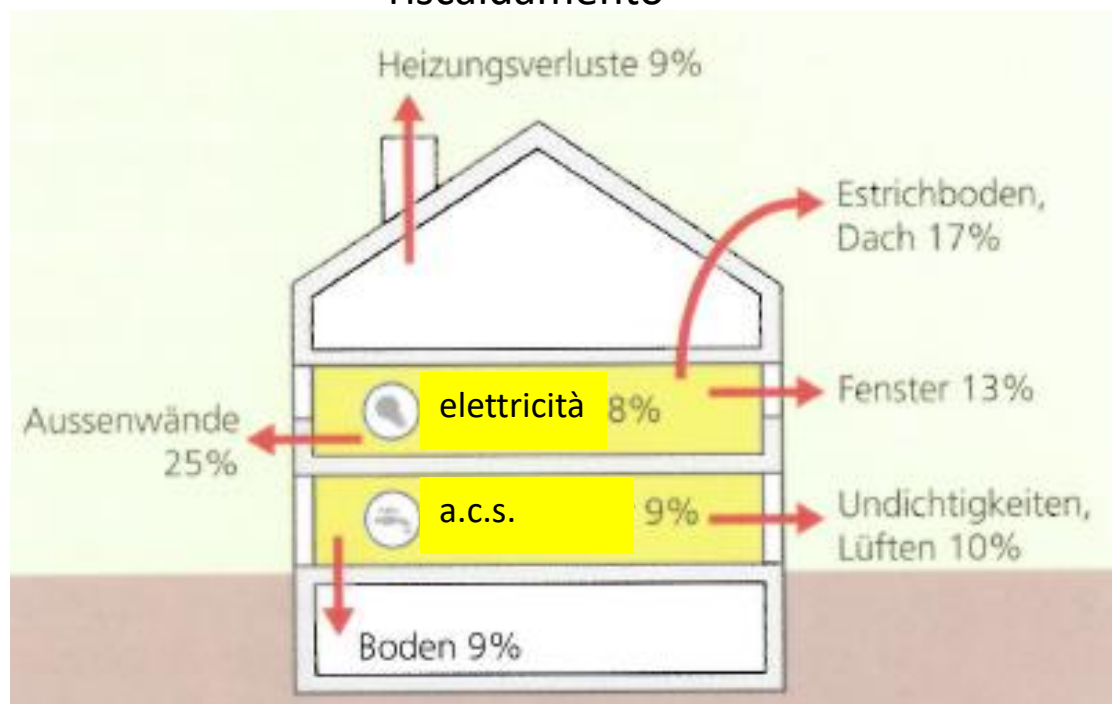 riscaldamento
Heizungsverluste 9%
Estrichboden,
Dach 17%
elettricità 8%
Fenster 13%
Aussenwände
25%
a.c.s. 9%
Undichtigkeiten,
Lüften 10%
Boden 9%